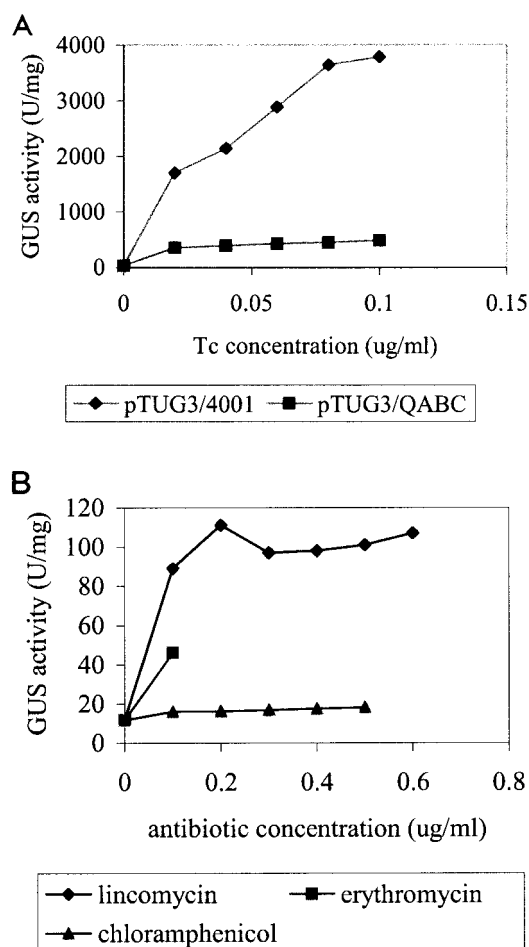 A
GUS activity (U/mg)
4000
3000
2000
1000
0
0 0.05 0.1 0.15
Tc concentration (ug/ml)
pTUG3/4001 pTUG3/QABC
B
GUS activity (U/mg)
120
100
80
60
40
20
0
0 0.2 0.4 0.6 0.8
antibiotic concentration (ug/ml)
lincomycin erythromycin
chloramphenicol